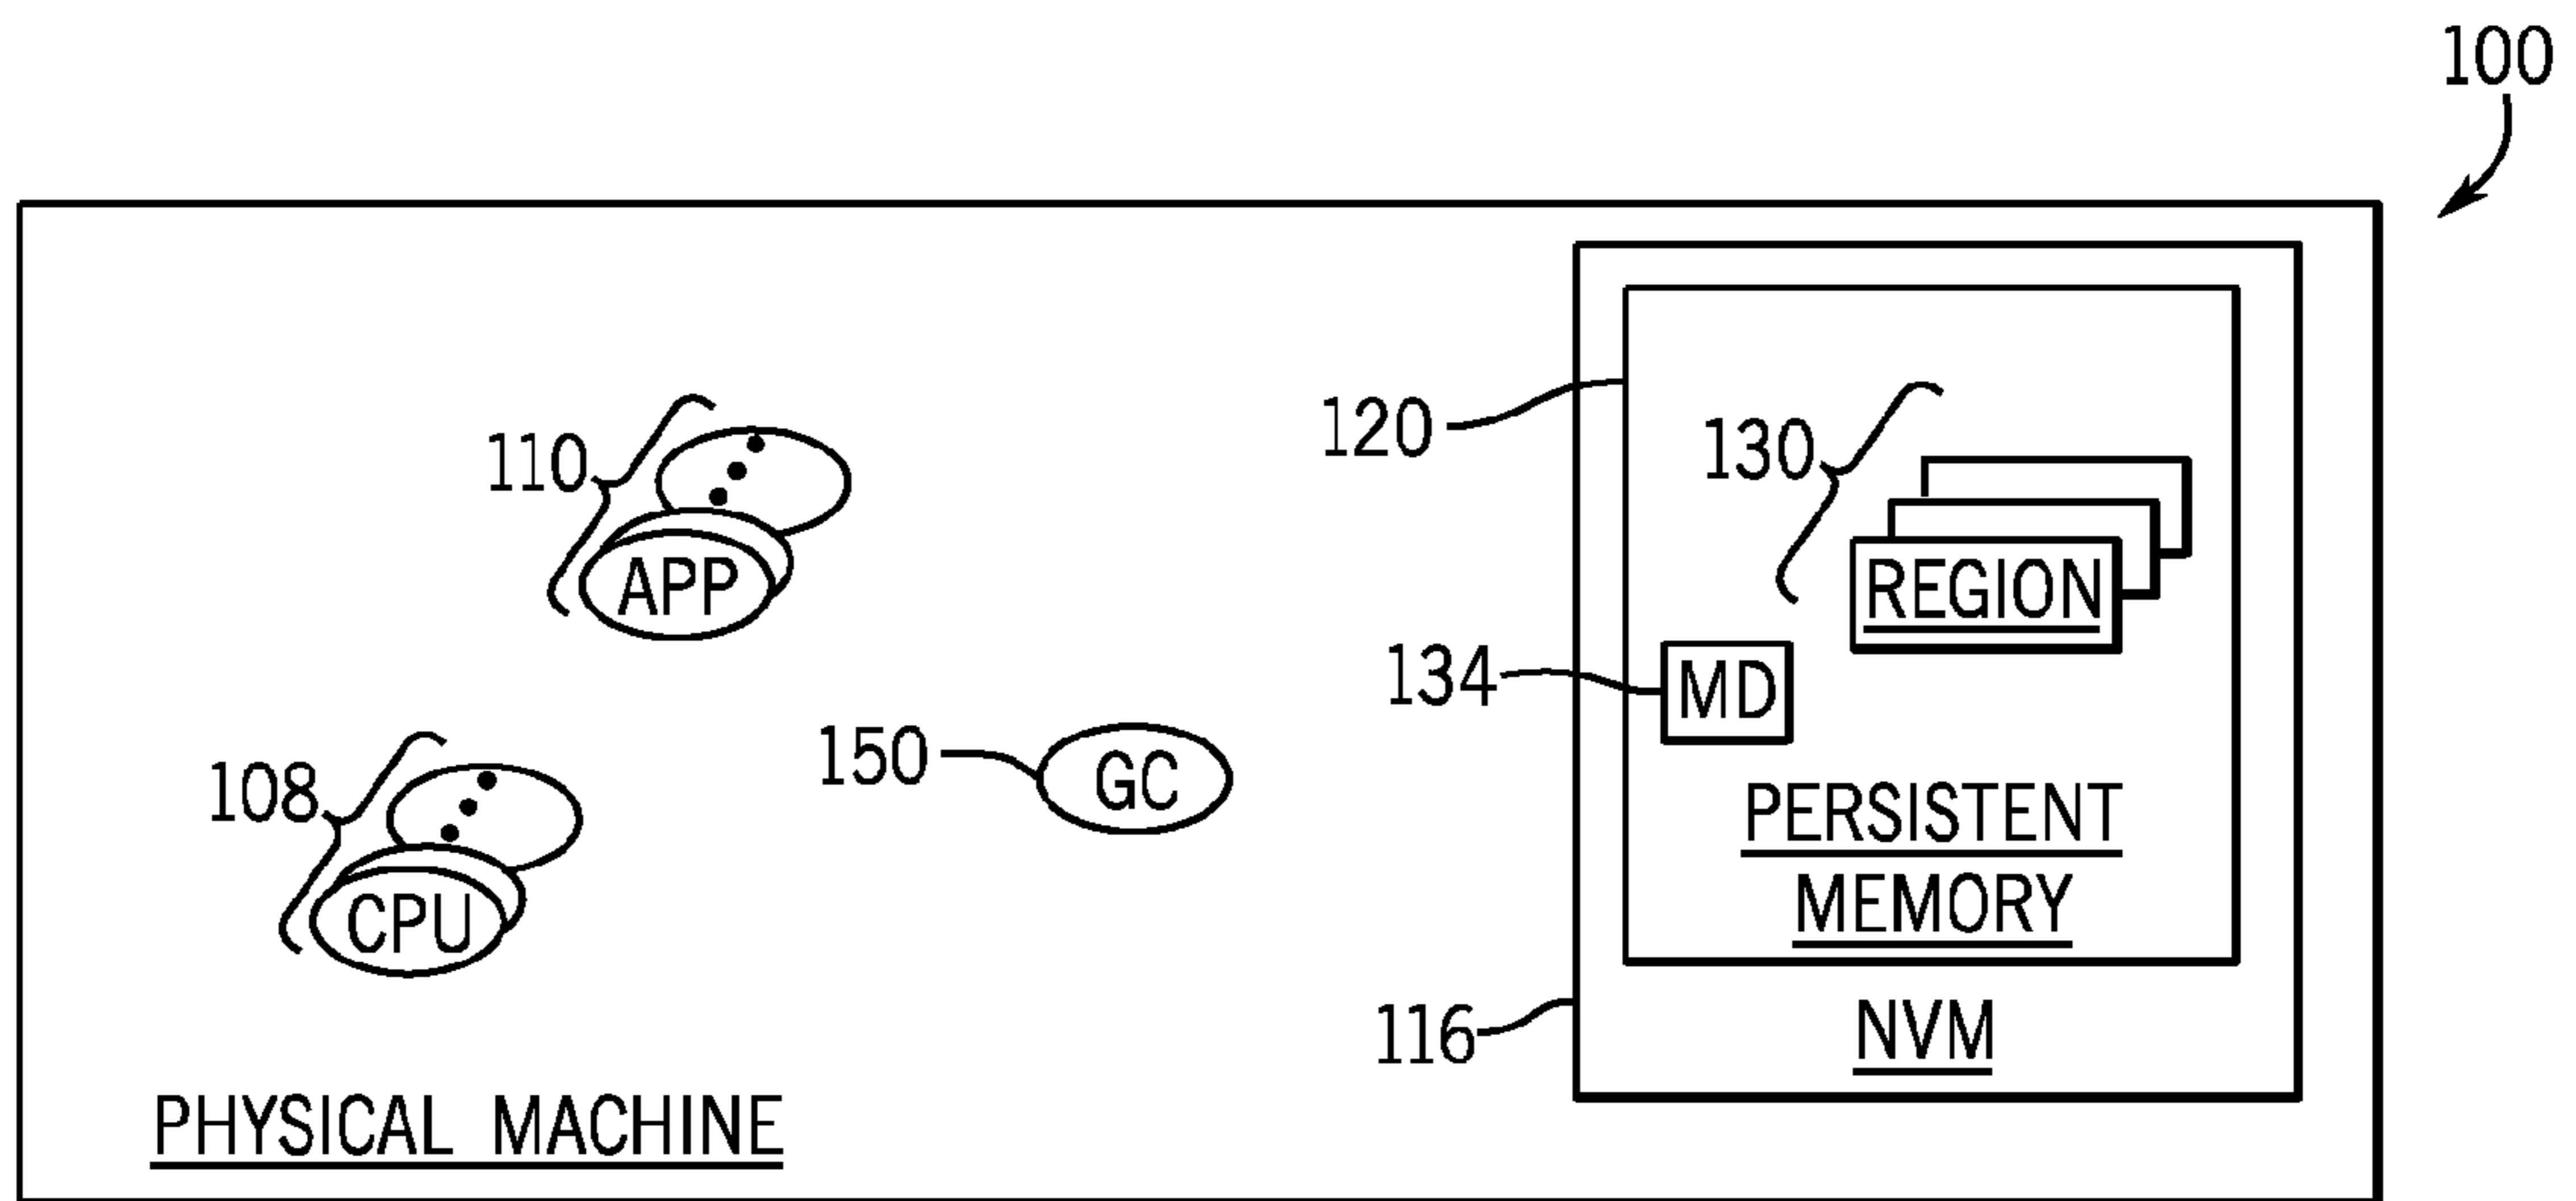 100
120
110
130
APP
REGION
134
MD
150
GC
108
CPU
PERSISTENT
MEMORY
116
NVM
PHYSICAL MACHINE